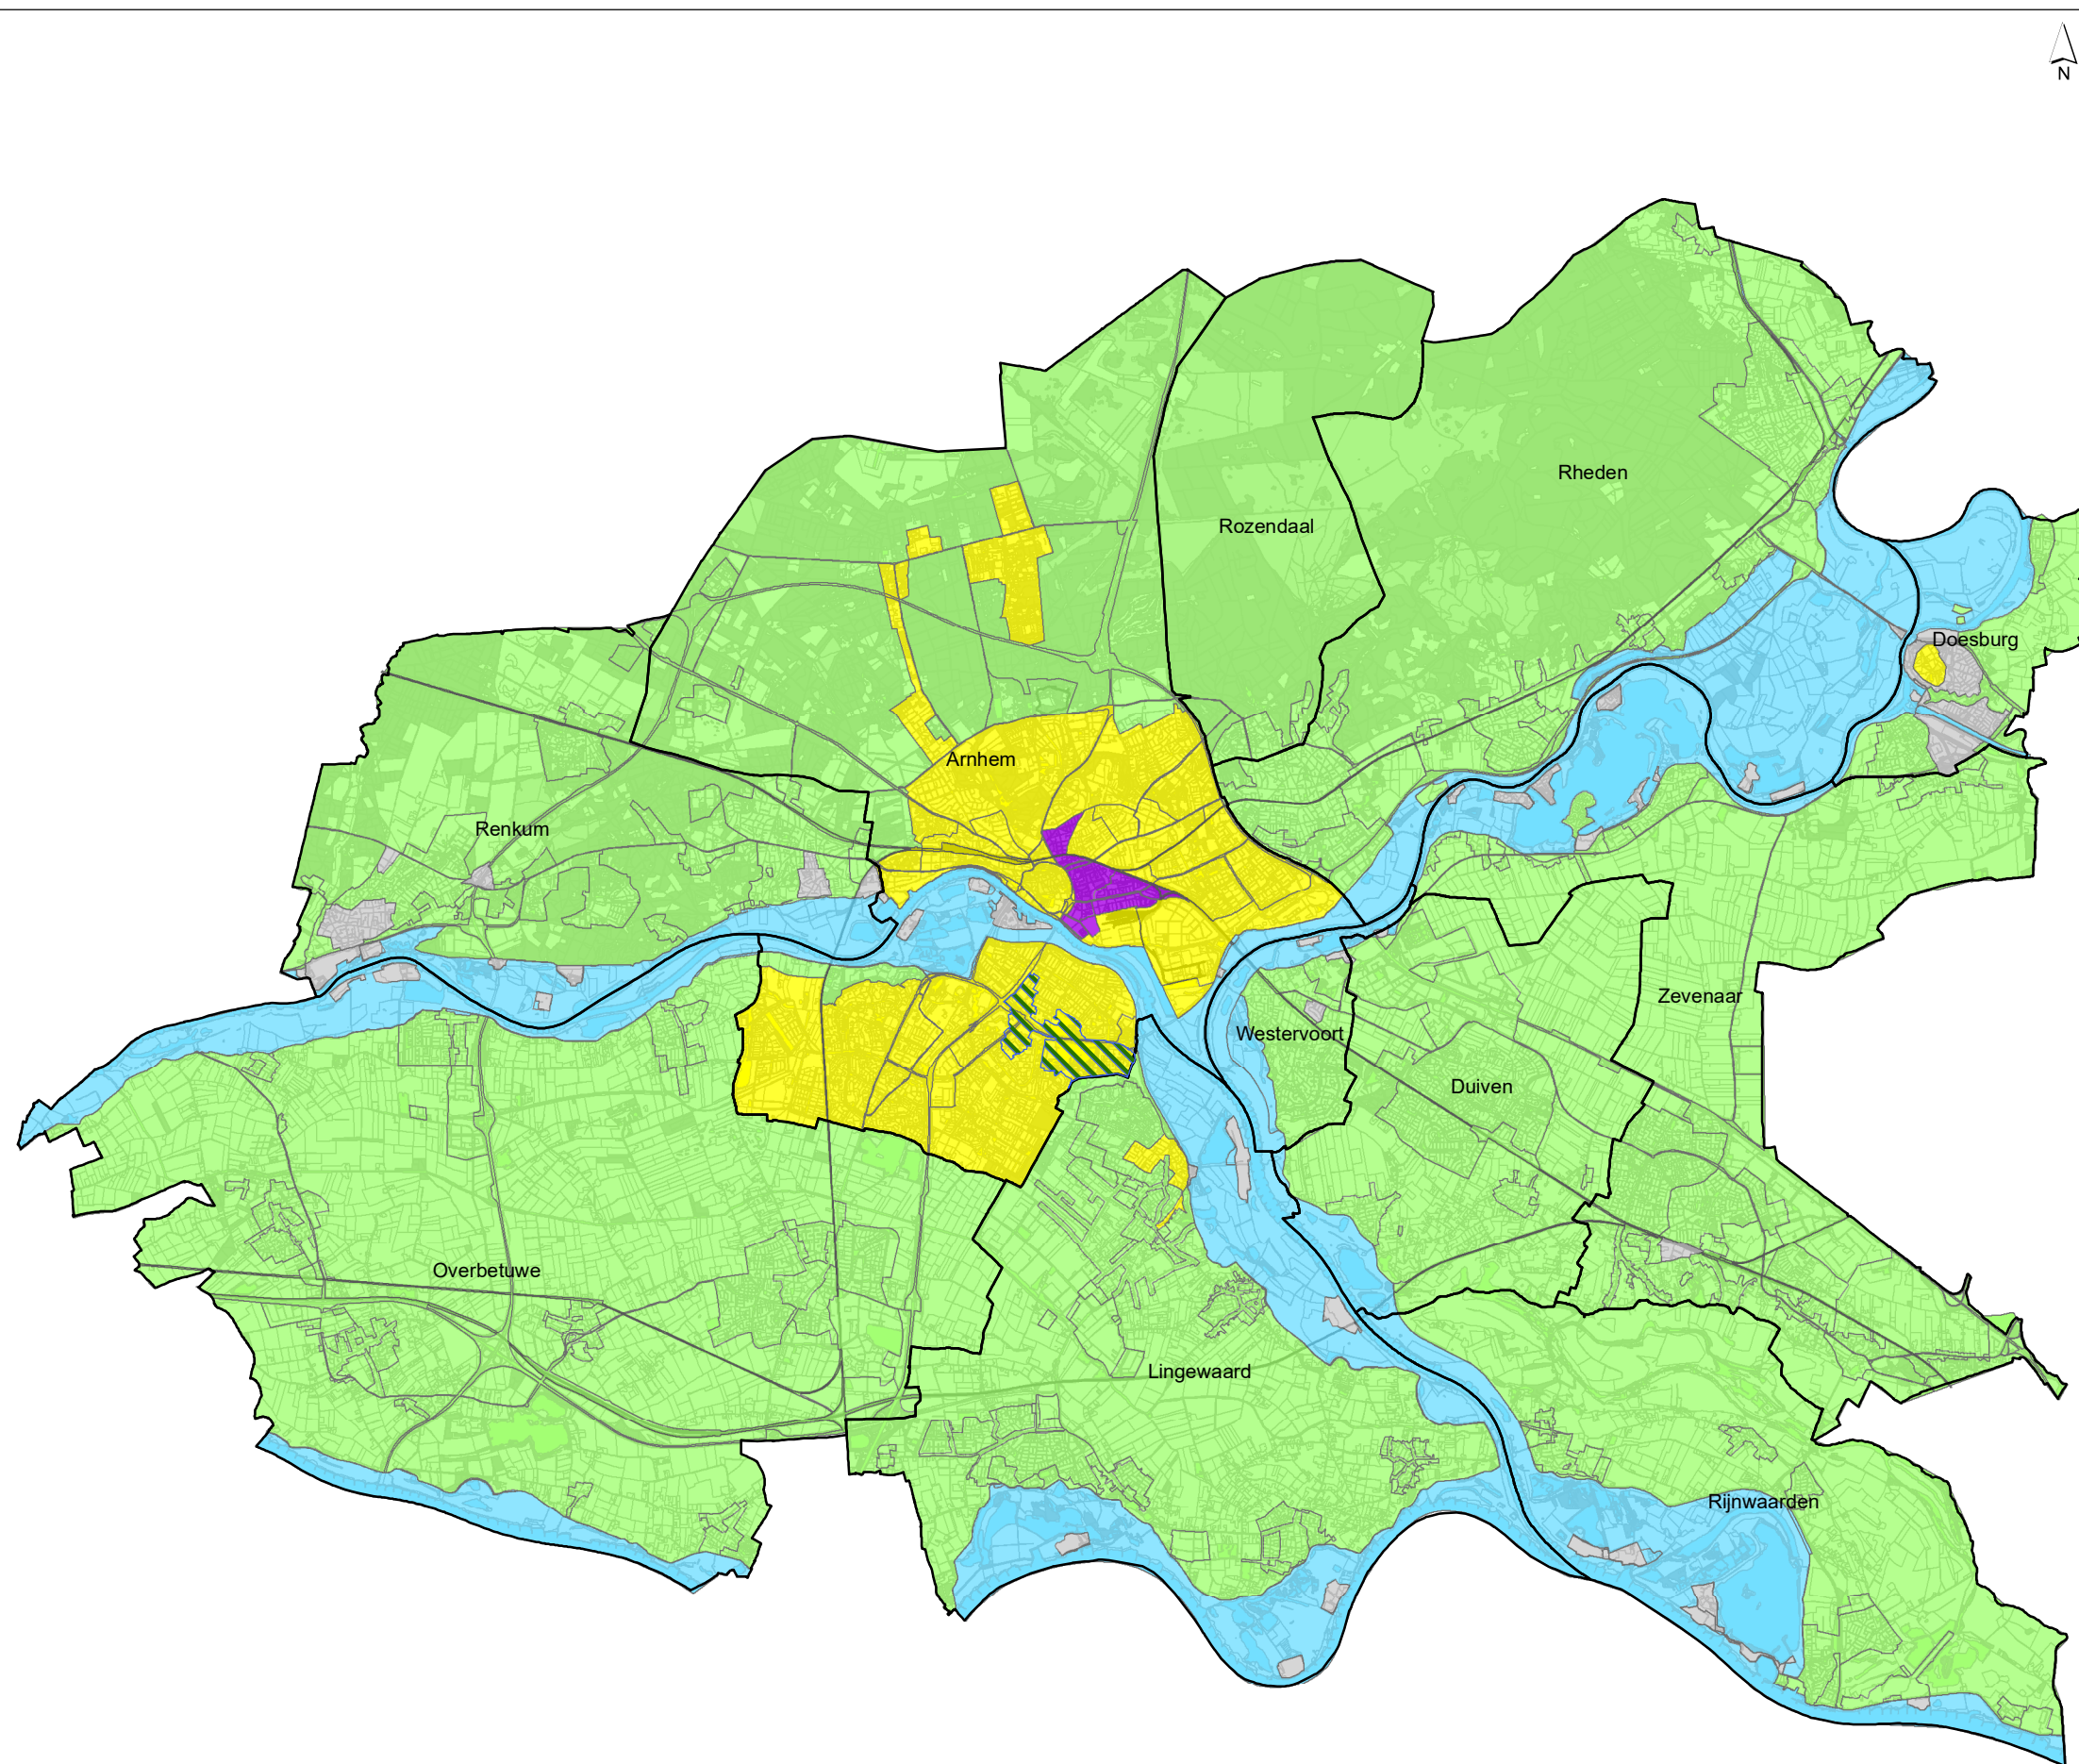 N
Rheden
Rozendaal
Doesburg
Arnhem
Renkum
Zevenaar
Westervoort
Duiven
Overbetuwe
Lingewaard
Rijnwaarden